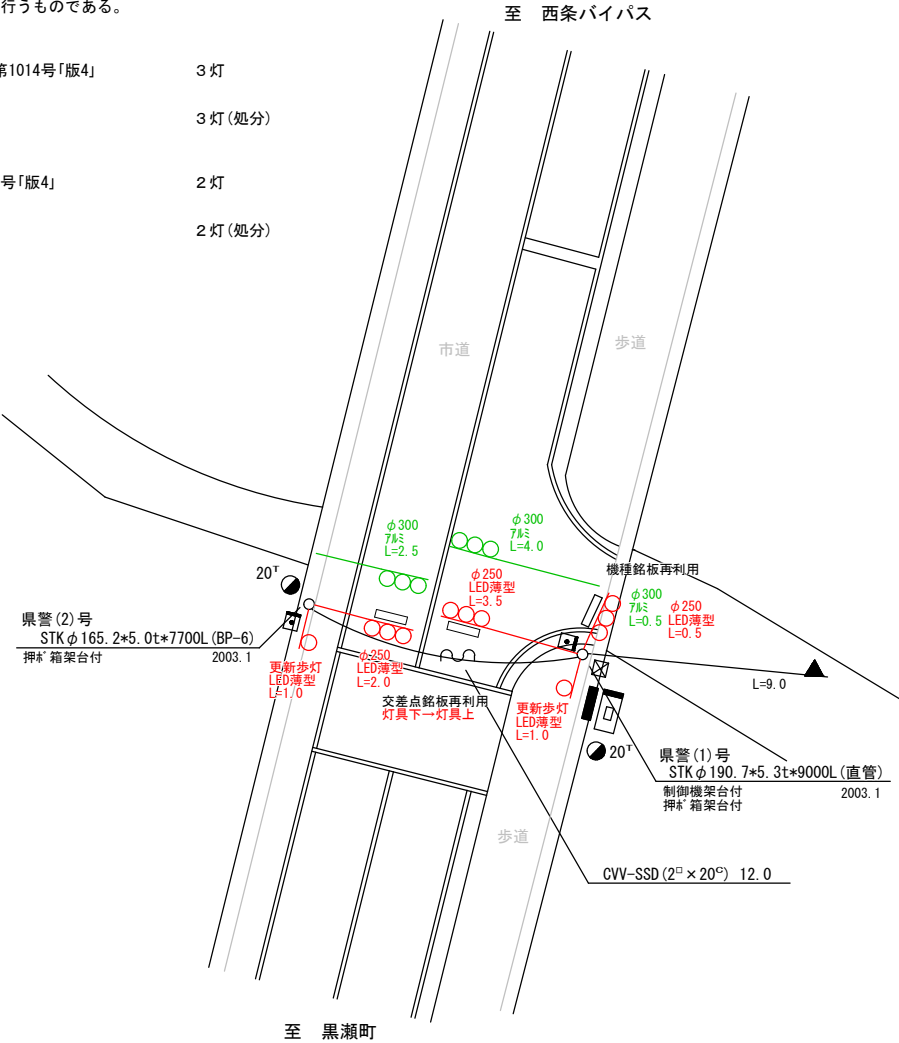 行うものである。
至　西条バイパス
第1014号「版4」　3灯
3灯(処分)
号「版4」　2灯
2灯(処分)
市道
歩道
φ300
アルミ
L=2.5
φ300
アルミ
L=4.0
φ250
LED薄型
L=3.5
機種銘板再利用
φ300
アルミ
L=0.5
φ250
LED薄型
L=0.5
20T
県警(2)号
STKφ165.2*5.0t*7700L(BP-6)
押ボ箱架台付　2003.1
更新歩灯
LED薄型
L=1.0
φ250
LED薄型
L=2.0
交差点銘板再利用
灯具下→灯具上
更新歩灯
LED薄型
L=1.0
L=9.0
20T
県警(1)号
STKφ190.7*5.3t*9000L(直管)
制御機架台付　2003.1
押ボ箱架台付
歩道
CVV-SSD(2□×20C) 12.0
至　黒瀬町